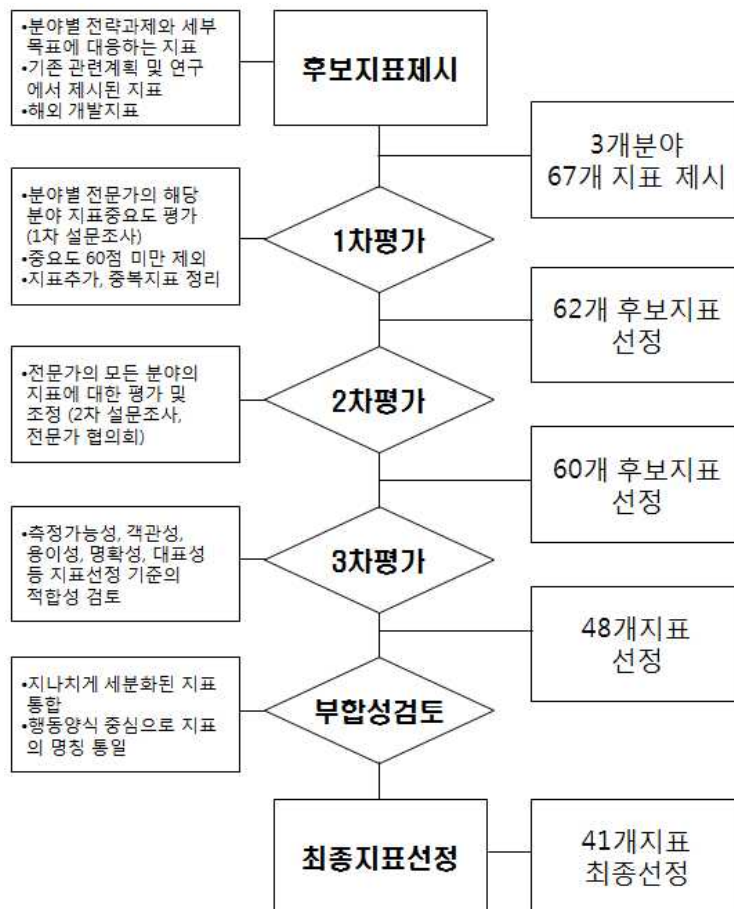 •분야별 전략과제와 세부
목표에 대응하는 지표
•기존 관련계획 및 연구
에서 제시된 지표
•해외 개발지표
후보지표제시
3개분야
67개 지표 제시
•분야별 전문가의 해당
분야 지표중요도 평가
(1차 설문조사)
•중요도 60점 미만 제외
•지표추가, 중복지표 정리
1차평가
62개 후보지표
선정
•전문가의 모든 분야의
지표에 대한 평가 및
조정 (2차 설문조사,
전문가 협의회)
2차평가
60개 후보지표
선정
•측정가능성, 객관성,
용이성, 명확성, 대표성
등 지표선정 기준의
적합성 검토
3차평가
48개지표
선정
•지나치게 세분화된 지표
통합
•행동양식 중심으로 지표
의 명칭 통일
부합성검토
최종지표선정
41개지표
최종선정